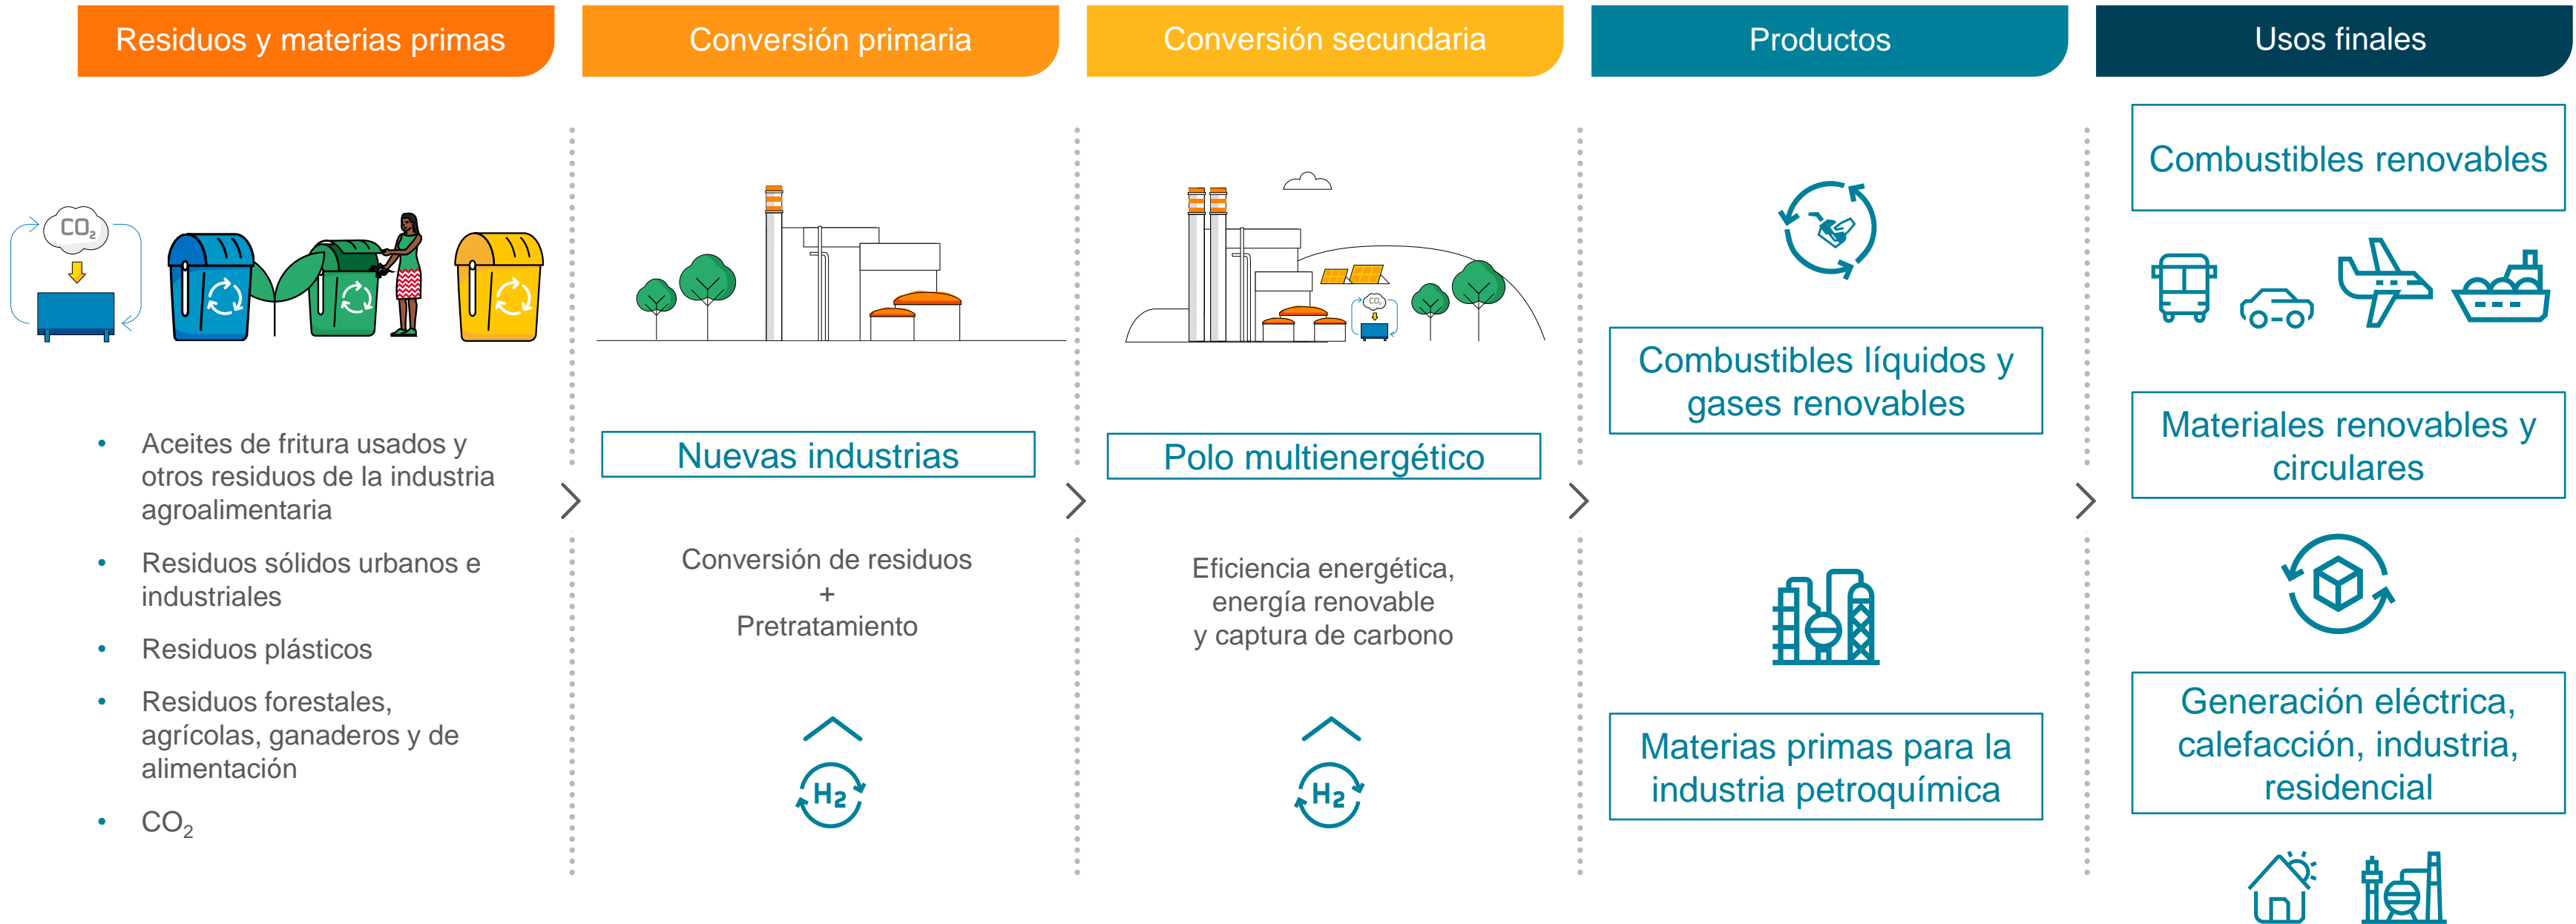 Residuos y materias primas
Conversión primaria
Conversión secundaria
Productos
Usos finales
CO₂
• Aceites de fritura usados y
otros residuos de la industria
agroalimentaria
• Residuos sólidos urbanos e
industriales
• Residuos plásticos
• Residuos forestales,
agrícolas, ganaderos y de
alimentación
• CO₂
Nuevas industrias
Conversión de residuos
+
Pretratamiento
H₂
CO₂
Polo multienergético
Eficiencia energética,
energía renovable
y captura de carbono
H₂
Combustibles líquidos y
gases renovables
Materias primas para la
industria petroquímica
Combustibles renovables
Materiales renovables y
circulares
Generación eléctrica,
calefacción, industria,
residencial